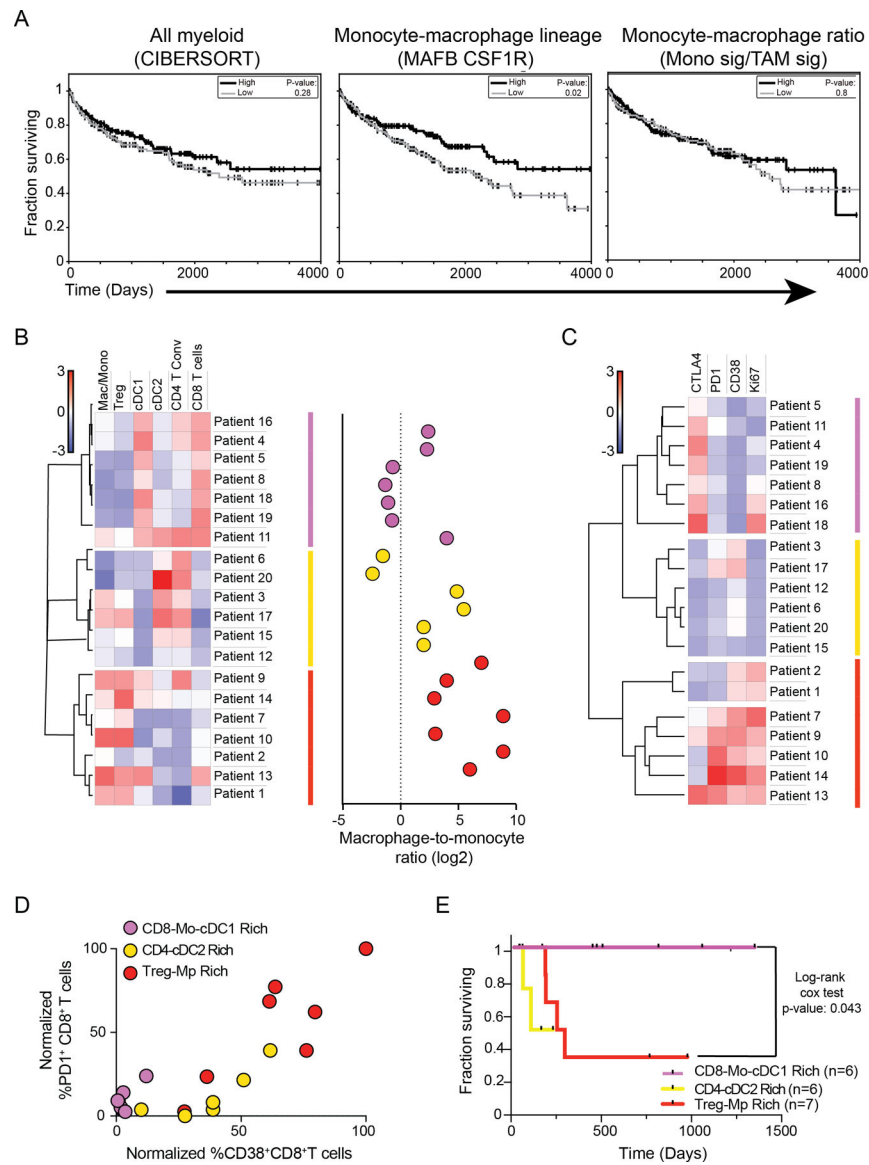 A
All myeloid
(CIBERSORT)
Monocyte-macrophage lineage
(MAFB CSF1R)
Monocyte-macrophage ratio
(Mono sig/TAM sig)
High P-value:
Low 0.28
High P-value:
Low 0.02
High P-value:
Low 0.8
Fraction surviving
1
0.8
0.6
0.4
0.2
0
0 2000 4000
0 2000 4000
0 2000 4000
Time (Days)
B
3
0
-3
Mac/Mono
Treg
cDC1
cDC2
CD4 T Conv
CD8 T cells
Patient 16
Patient 4
Patient 5
Patient 8
Patient 18
Patient 19
Patient 11
Patient 6
Patient 20
Patient 3
Patient 17
Patient 15
Patient 12
Patient 9
Patient 14
Patient 7
Patient 10
Patient 2
Patient 13
Patient 1
-5 0 5 10
Macrophage-to-monocyte
ratio (log2)
C
3
0
-3
CTLA4
PD1
CD38
Ki67
Patient 5
Patient 11
Patient 4
Patient 19
Patient 8
Patient 16
Patient 18
Patient 3
Patient 17
Patient 12
Patient 6
Patient 20
Patient 15
Patient 2
Patient 1
Patient 7
Patient 9
Patient 10
Patient 14
Patient 13
D
CD8-Mo-cDC1 Rich
CD4-cDC2 Rich
Treg-Mp Rich
Normalized
%PD1⁺ CD8⁺ T cells
100
50
0
0 50 100
Normalized %CD38⁺CD8⁺T cells
E
Fraction surviving
1
0.8
0.6
0.4
0.2
0
0 500 1000 1500
Time (Days)
Log-rank
cox test
p-value: 0.043
CD8-Mo-cDC1 Rich (n=6)
CD4-cDC2 Rich (n=6)
Treg-Mp Rich (n=7)